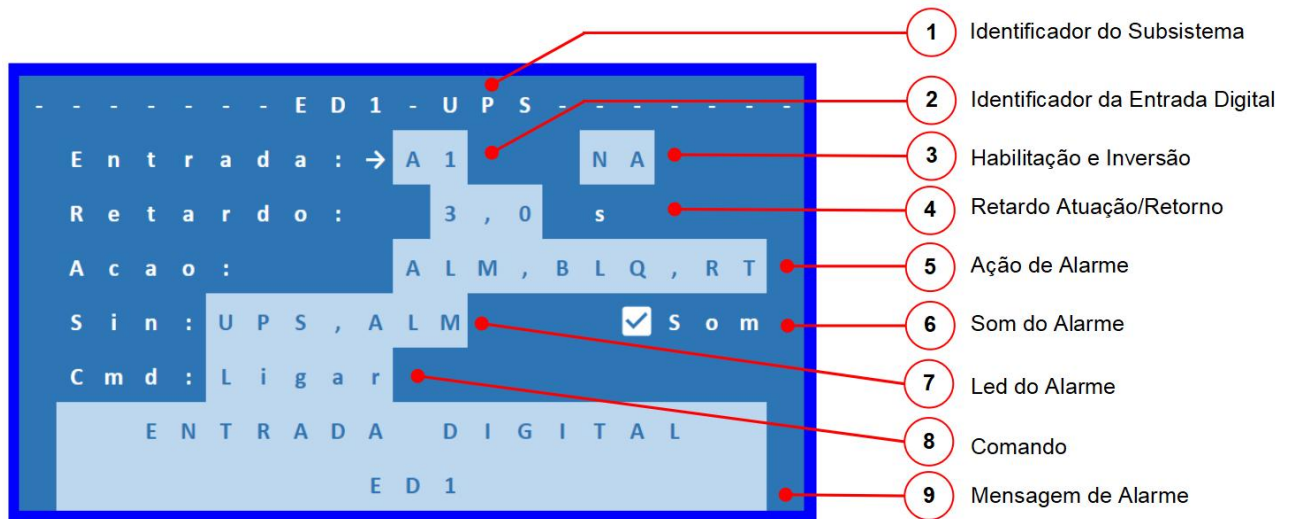 1 Identificador do Subsistema
- - - - - - - ED1-UPS- - - - - - -
2 Identificador da Entrada Digital
Entrada:→A1 NA
3 Habilitação e Inversão
Retardo: 3,0 s
4 Retardo Atuação/Retorno
Acao: ALM,BLQ,RT
5 Ação de Alarme
Sin:UPS,ALM Som
6 Som do Alarme
Cmd:Ligar
7 Led do Alarme
ENTRADA DIGITAL
8 Comando
ED1
9 Mensagem de Alarme